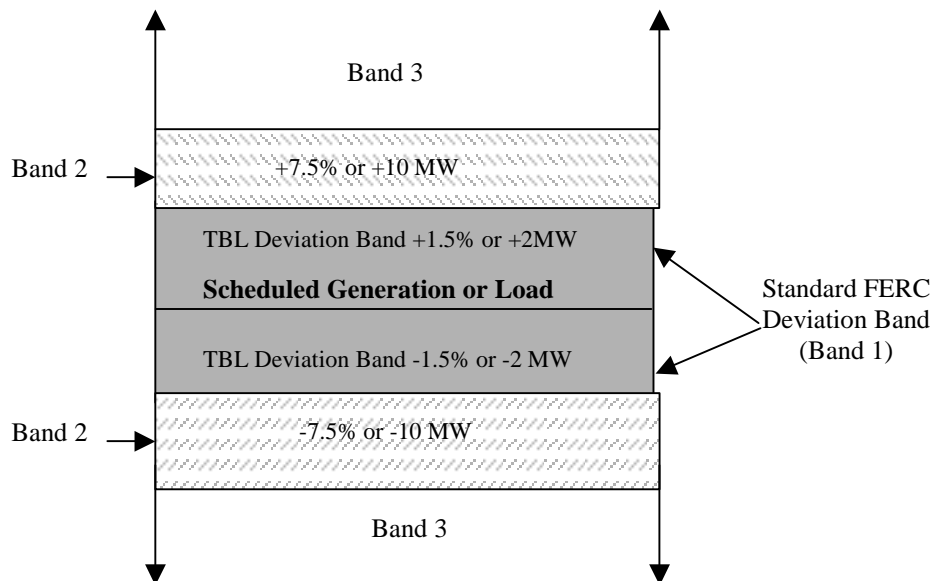 Band 3
Band 2
+7.5% or +10 MW
TBL Deviation Band +1.5% or +2MW
Scheduled Generation or Load
Standard FERC
Deviation Band
(Band 1)
TBL Deviation Band -1.5% or -2 MW
Band 2
-7.5% or -10 MW
Band 3